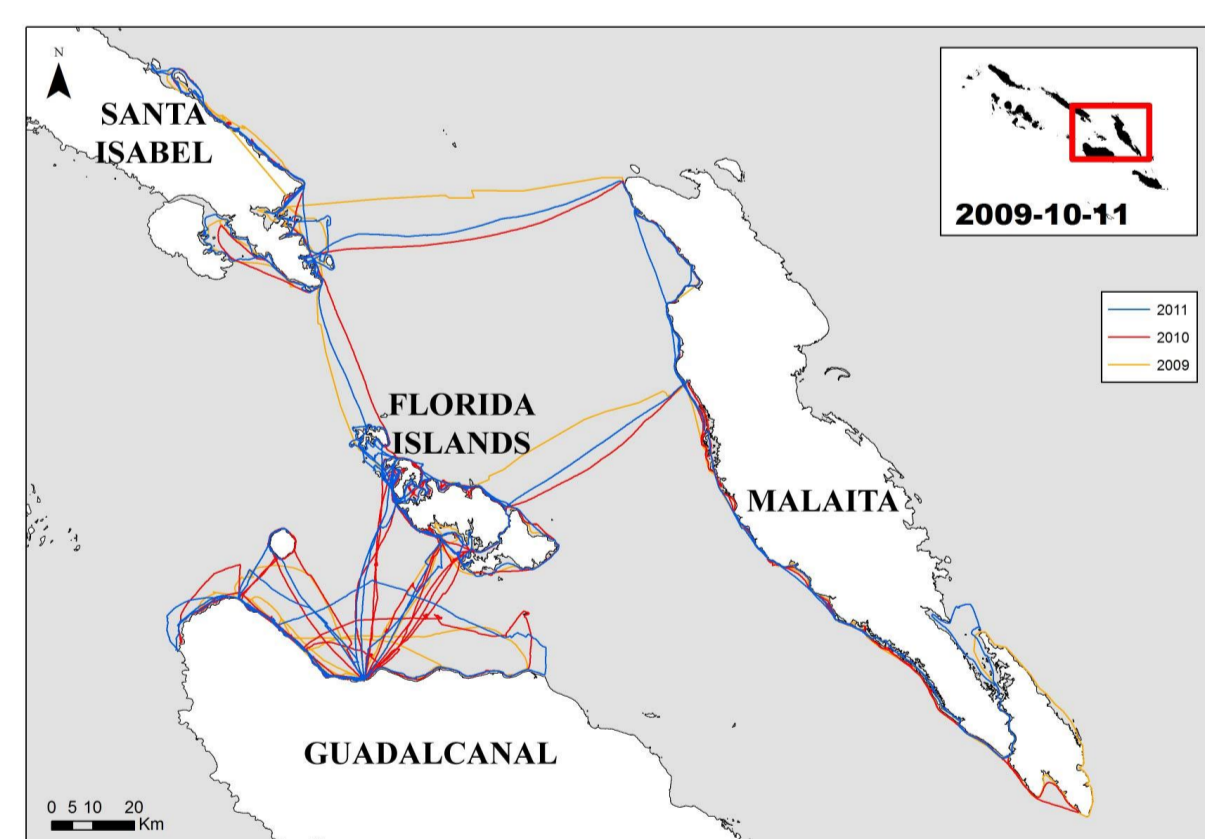 N
SANTA
ISABEL
2009-10-11
2011
2010
2009
FLORIDA
ISLANDS
MALAITA
GUADALCANAL
0 5 10 20
Km